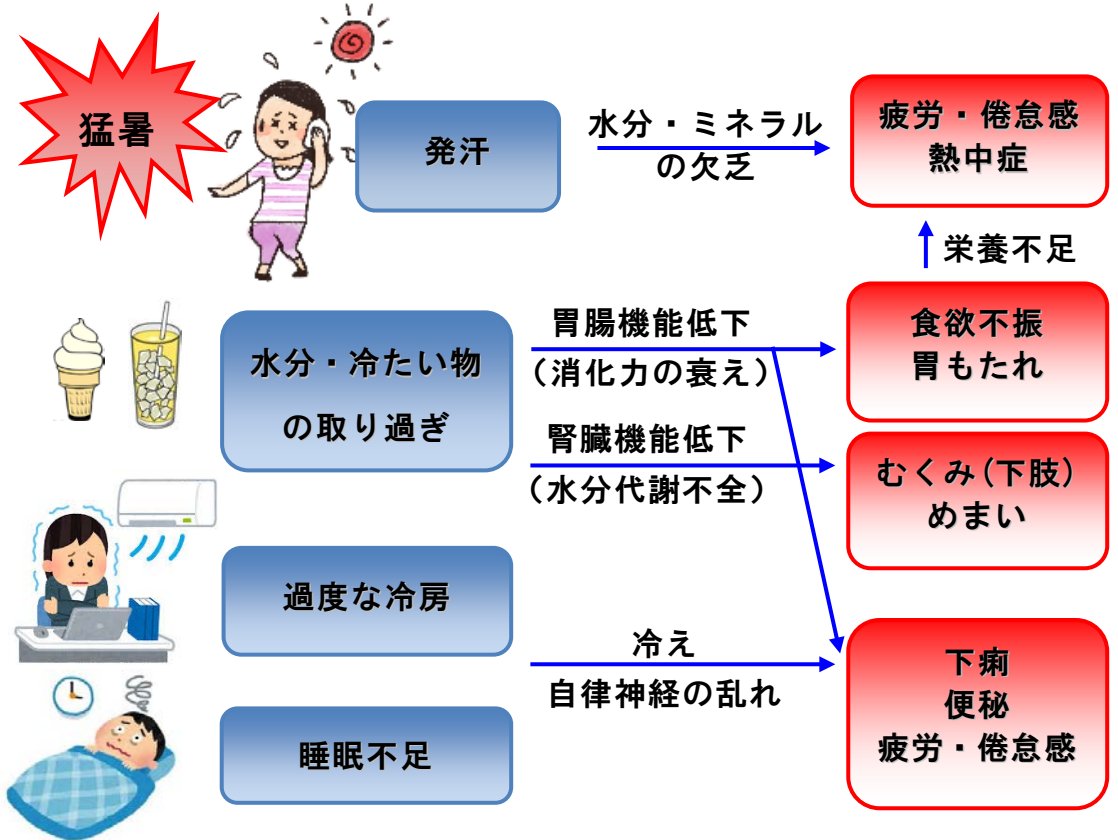 猛暑
発汗
水分・ミネラル
の欠乏
疲労・倦怠感
熱中症
栄養不足
水分・冷たい物
の取り過ぎ
胃腸機能低下
（消化力の衰え）
食欲不振
胃もたれ
腎臓機能低下
（水分代謝不全）
むくみ（下肢）
めまい
過度な冷房
冷え
自律神経の乱れ
下痢
便秘
疲労・倦怠感
睡眠不足